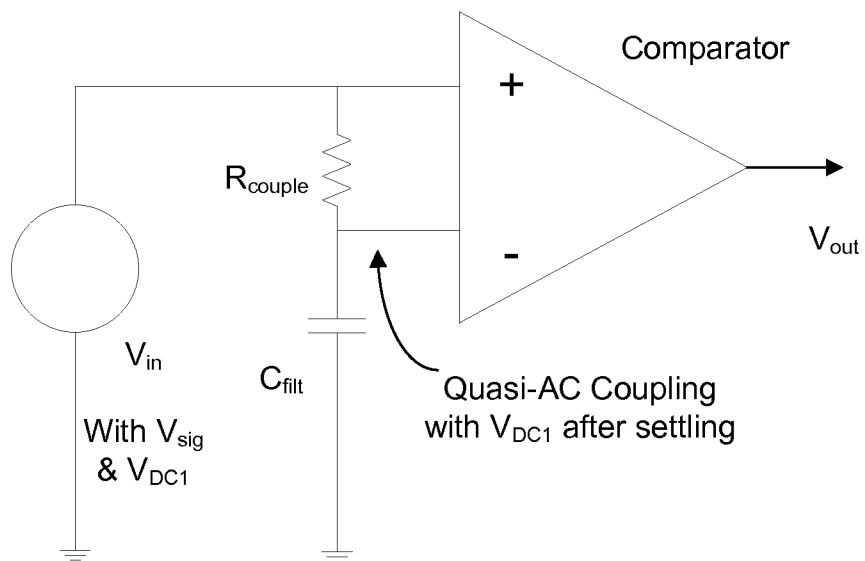 Comparator
+
R_couple
-
V_out
V_in
C_filt
Quasi-AC Coupling
with V_DC1 after settling
With V_sig
& V_DC1